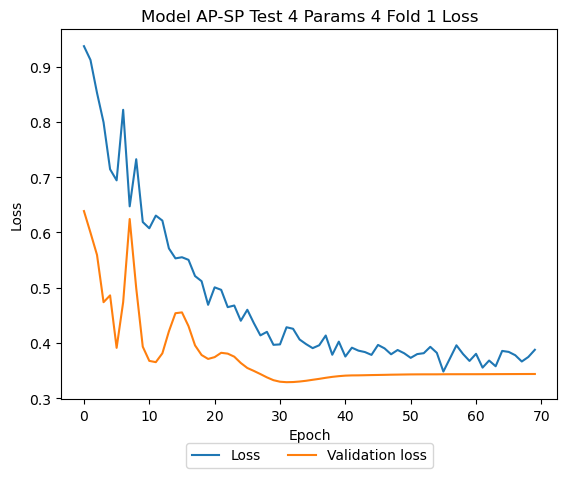 Model AP-SP Test 4 Params 4 Fold 1 Loss
Loss
0.9
0.8
0.7
0.6
0.5
0.4
0.3
0 10 20 30 40 50 60 70
Epoch
Loss Validation loss